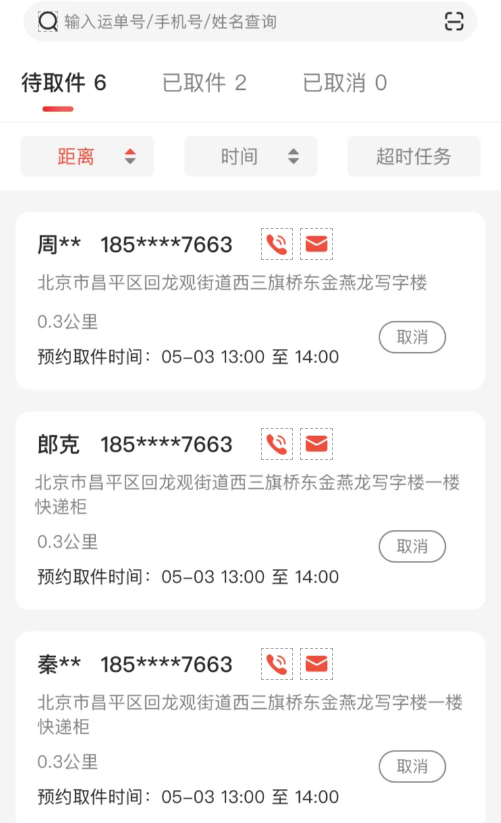 输入运单号/手机号/姓名查询
待取件 6 已取件 2 已取消 0
距离 时间 超时任务
周** 185****7663
北京市昌平区回龙观街道西三旗桥东金燕龙写字楼
0.3公里
取消
预约取件时间：05-03 13:00 至 14:00
郎克 185****7663
北京市昌平区回龙观街道西三旗桥东金燕龙写字楼一楼
快递柜
0.3公里
取消
预约取件时间：05-03 13:00 至 14:00
秦** 185****7663
北京市昌平区回龙观街道西三旗桥东金燕龙写字楼一楼
快递柜
0.3公里
取消
预约取件时间：05-03 13:00 至 14:00